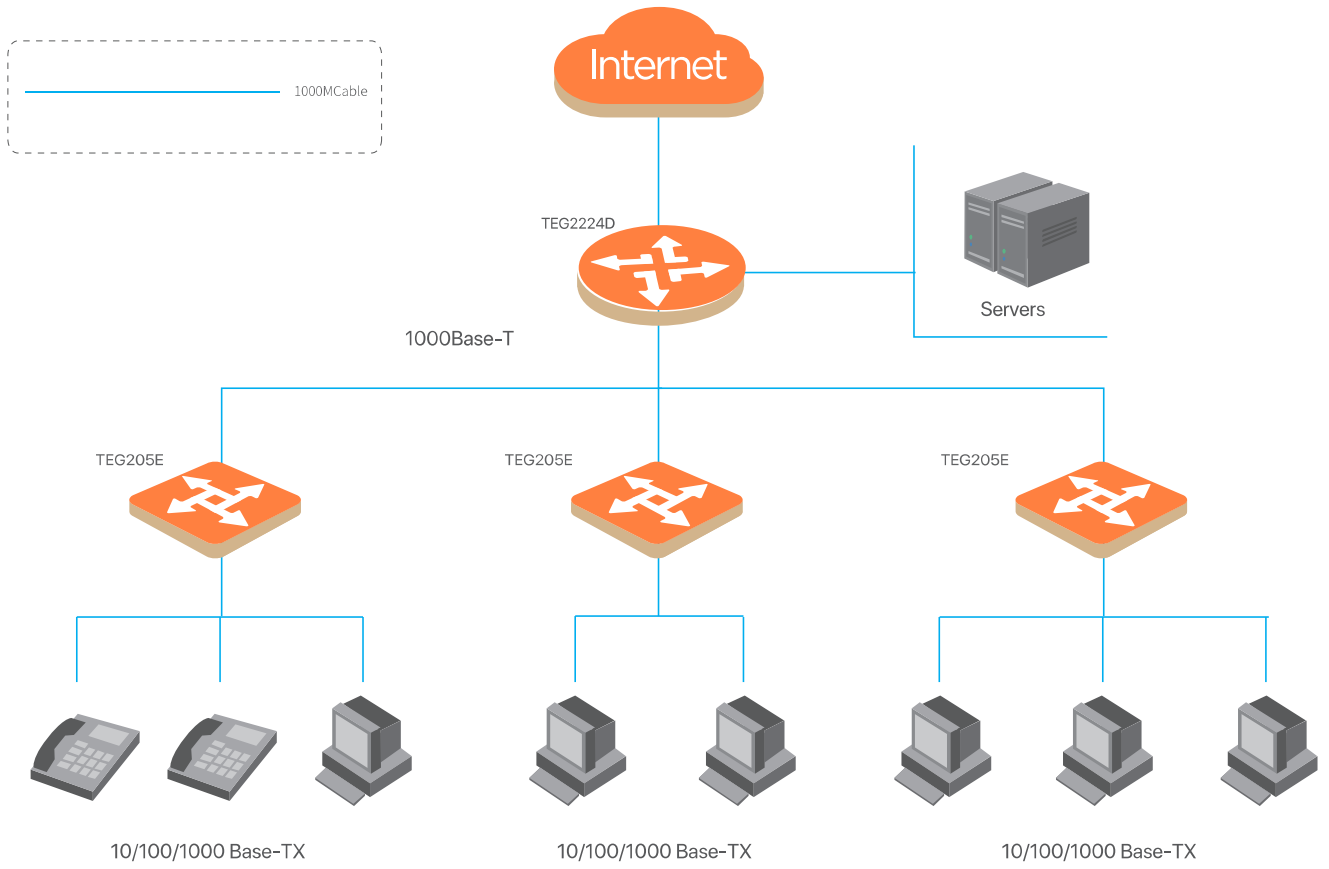 Internet
1000MCable
TEG2224D
Servers
1000Base-T
TEG205E
TEG205E
TEG205E
10/100/1000 Base-TX
10/100/1000 Base-TX
10/100/1000 Base-TX